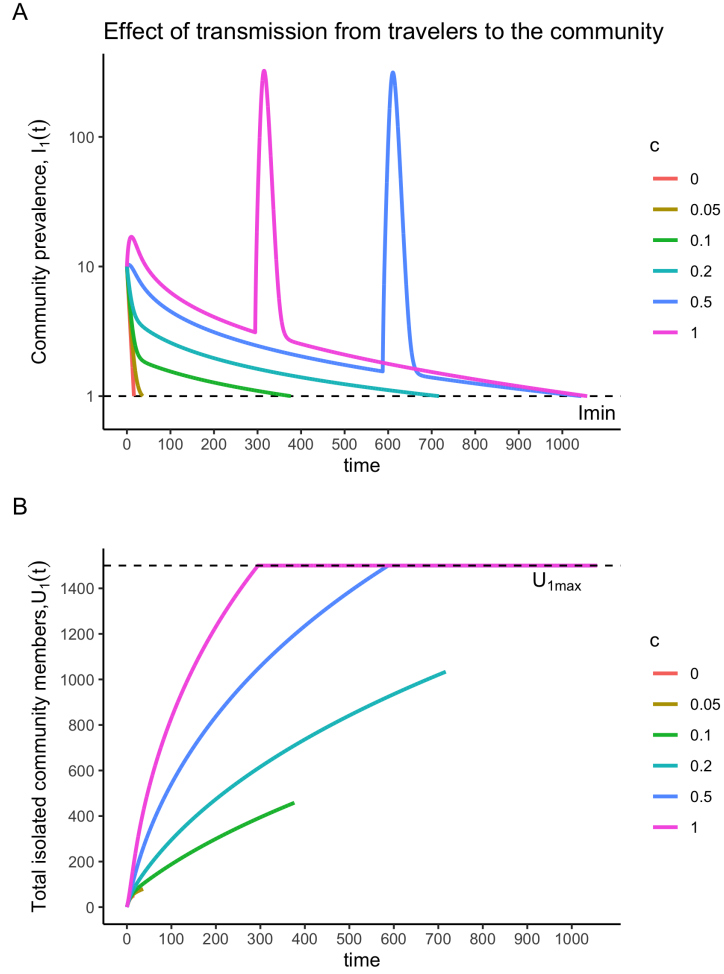 A
Effect of transmission from travelers to the community
Community prevalence, I₁(t)
100
10
1
Imin
0 100 200 300 400 500 600 700 800 900 1000
time
c
0
0.05
0.1
0.2
0.5
1
B
Total isolated community members,U₁(t)
1400
1200
1000
800
600
400
200
0
U₁max
0 100 200 300 400 500 600 700 800 900 1000
time
c
0
0.05
0.1
0.2
0.5
1